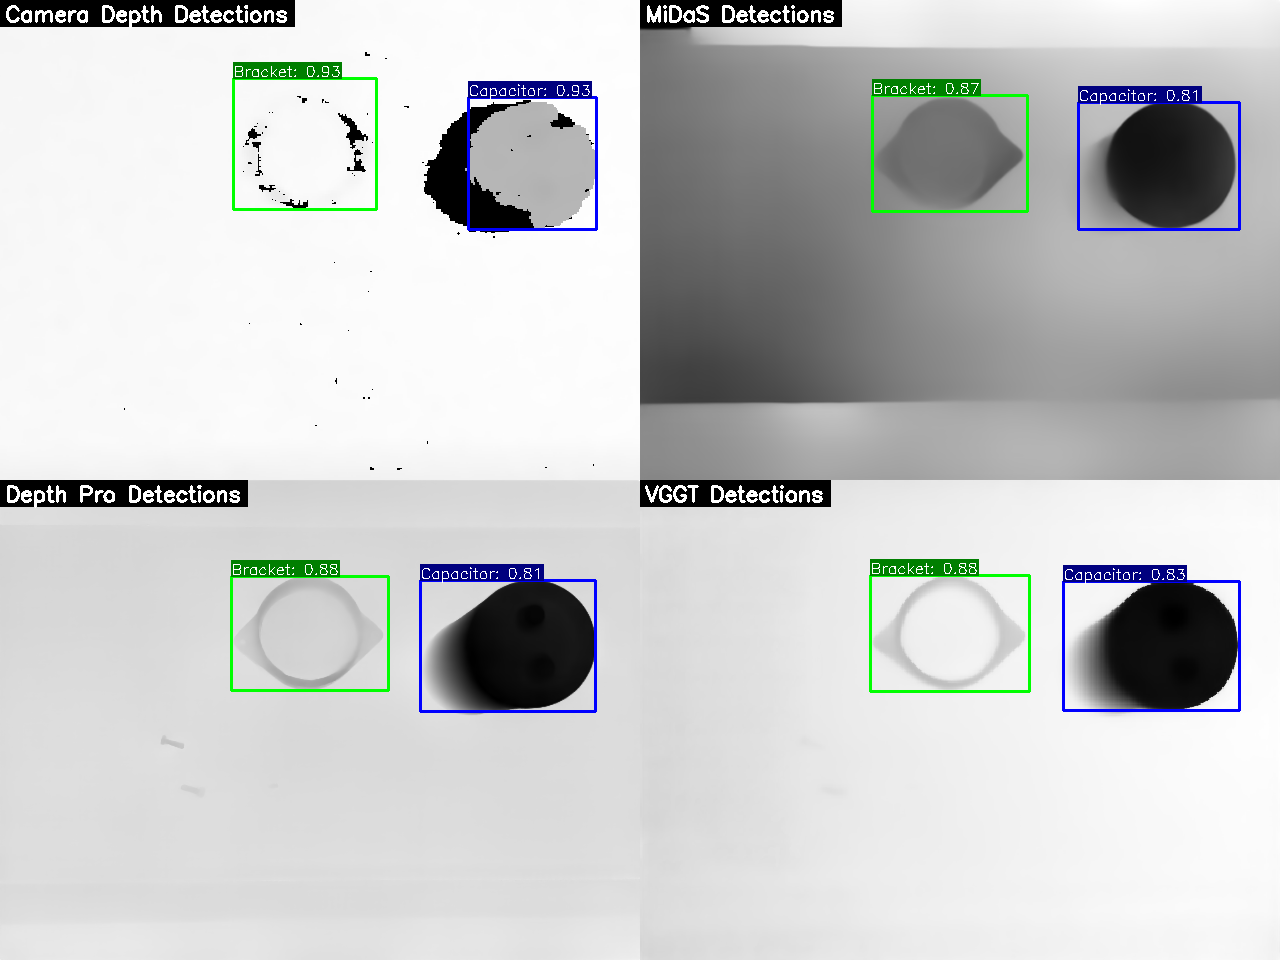 Camera Depth Detections
Bracket: 0.93
Capacitor: 0.93
MiDaS Detections
Bracket: 0.87
Capacitor: 0.81
Depth Pro Detections
Bracket: 0.88
Capacitor: 0.81
VGGT Detections
Bracket: 0.88
Capacitor: 0.83